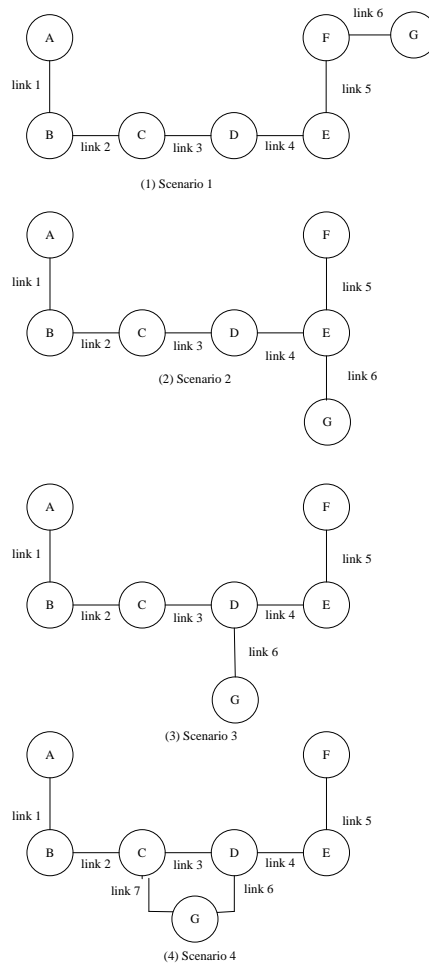 link 6
A
F
G
link 1
link 5
B
C
D
E
link 2
link 3
link 4
(1) Scenario 1
A
F
link 1
link 5
B
C
D
E
link 2
link 3
link 4
(2) Scenario 2
link 6
G
A
F
link 1
link 5
B
C
D
E
link 2
link 3
link 4
link 6
G
(3) Scenario 3
A
F
link 1
link 5
B
C
D
E
link 2
link 3
link 4
link 7
link 6
G
(4) Scenario 4